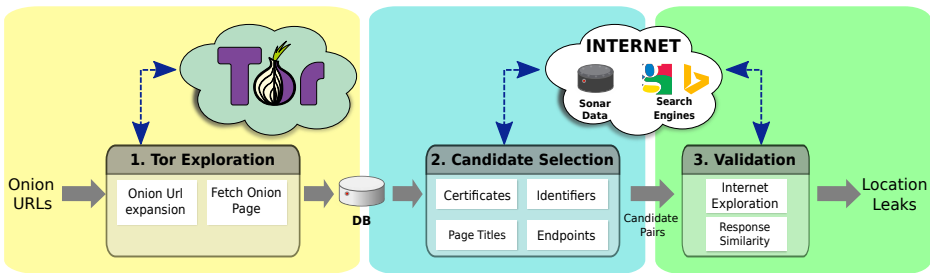 Tor
INTERNET
Sonar
Data
Search
Engines
1. Tor Exploration
2. Candidate Selection
3. Validation
Onion
URLs
Onion Url
expansion
Fetch Onion
Page
DB
Certificates
Identifiers
Page Titles
Endpoints
Candidate
Pairs
Internet
Exploration
Response
Similarity
Location
Leaks